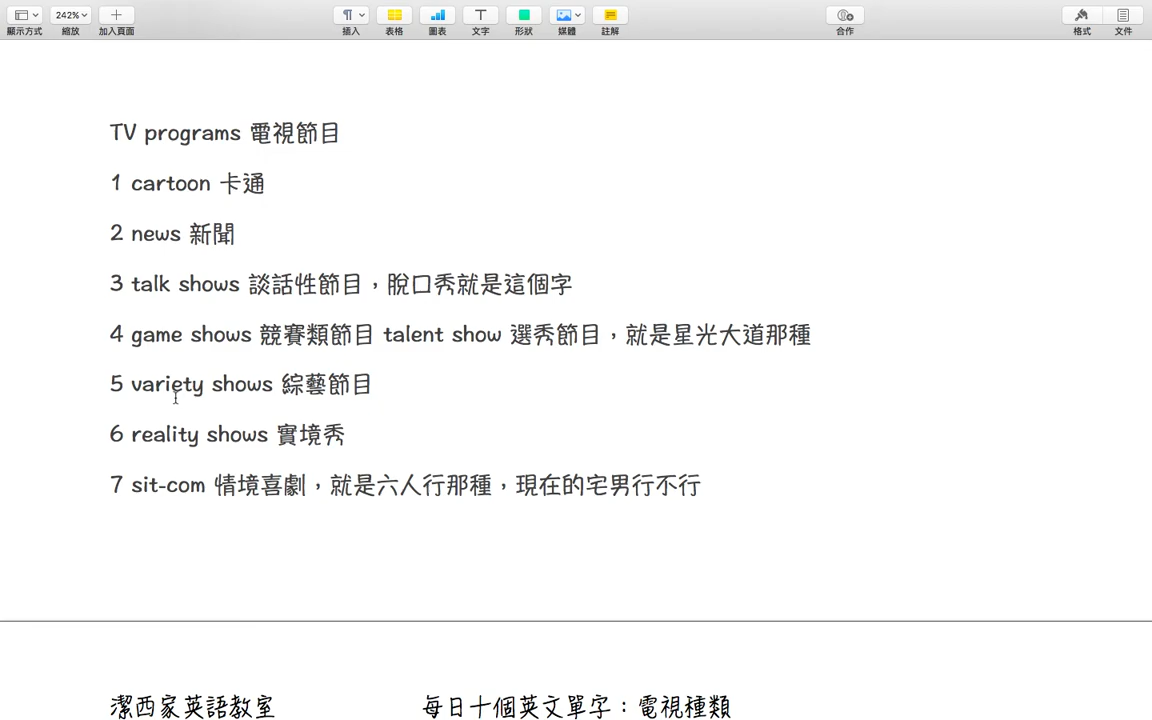 242%
顯示方式 縮放 加入頁面 插入 表格 圖表 文字 形狀 媒體 註解 合作 格式 文件
TV programs 電視節目
1 cartoon 卡通
2 news 新聞
3 talk shows 談話性節目，脫口秀就是這個字
4 game shows 競賽類節目 talent show 選秀節目，就是星光大道那種
5 variety shows 綜藝節目
6 reality shows 實境秀
7 sit-com 情境喜劇，就是六人行那種，現在的宅男行不行
潔西家英語教室 每日十個英文單字：電視種類